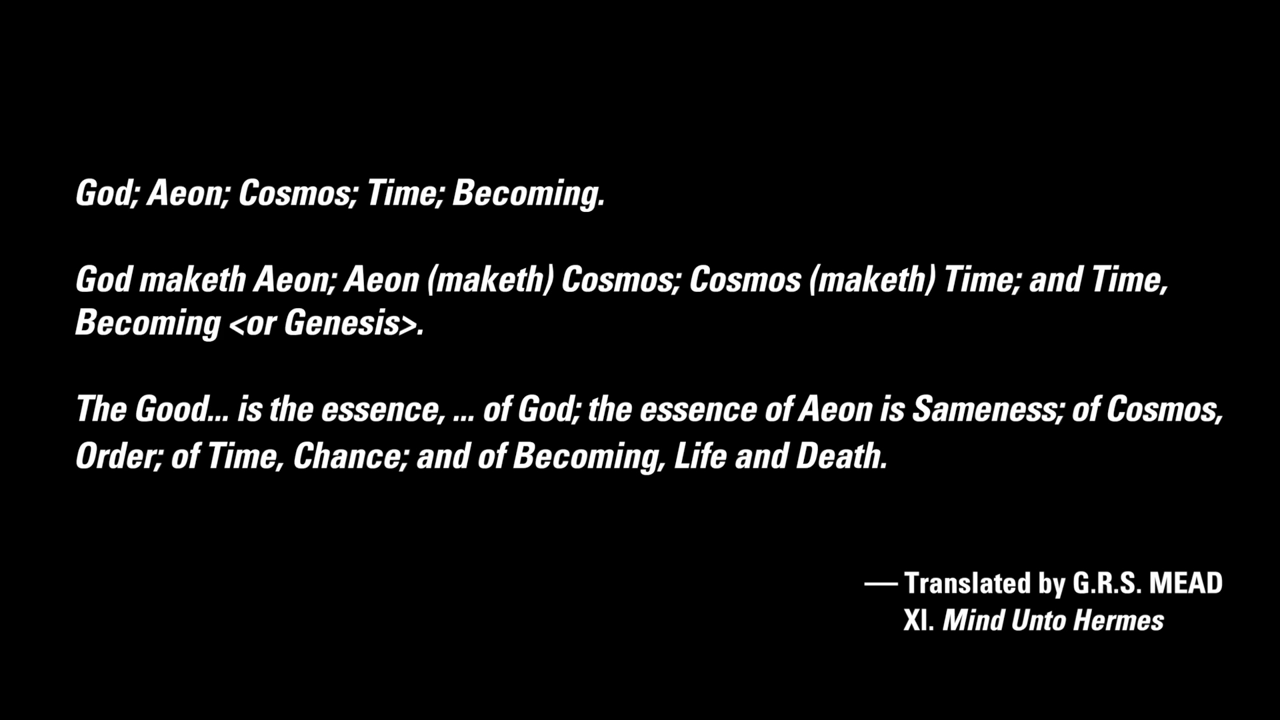 God; Aeon; Cosmos; Time; Becoming.
God maketh Aeon; Aeon (maketh) Cosmos; Cosmos (maketh) Time; and Time,
Becoming <or Genesis>.
The Good... is the essence, ... of God; the essence of Aeon is Sameness; of Cosmos,
Order; of Time, Chance; and of Becoming, Life and Death.
— Translated by G.R.S. MEAD
XI. Mind Unto Hermes